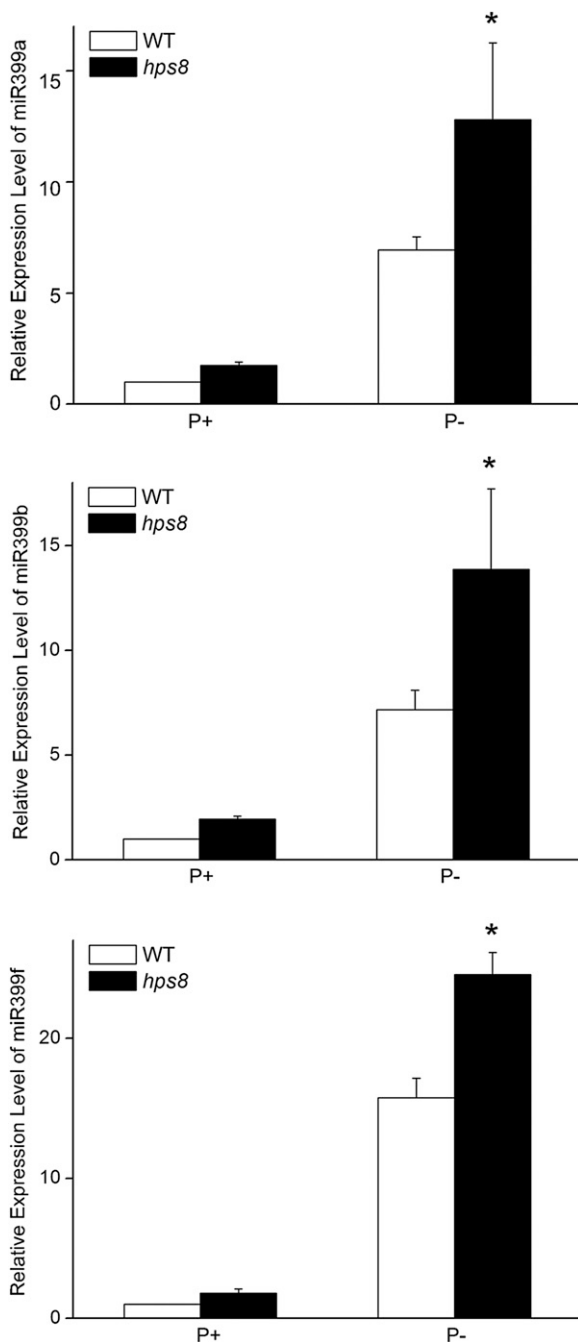 Relative Expression Level of miR399a
WT
hps8
*
15
10
5
0
P+
P-
Relative Expression Level of miR399b
WT
hps8
*
15
10
5
0
P+
P-
Relative Expression Level of miR399f
WT
hps8
*
20
10
0
P+
P-